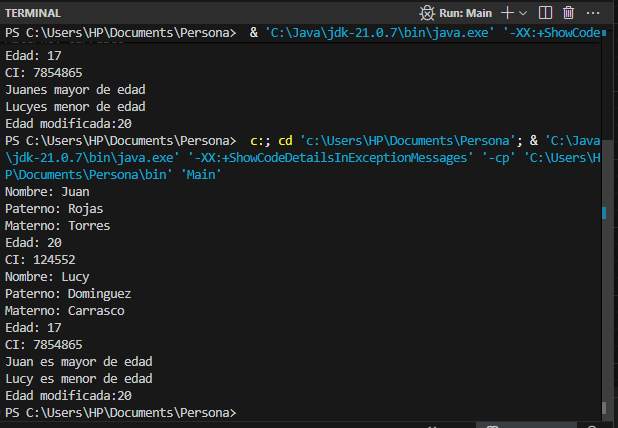 TERMINAL
Run: Main
PS C:\Users\HP\Documents\Persona> & 'C:\Java\jdk-21.0.7\bin\java.exe' '-XX:+ShowCode
Edad: 17
CI: 7854865
Juanes mayor de edad
Lucyes menor de edad
Edad modificada:20
PS C:\Users\HP\Documents\Persona> c:; cd 'c:\Users\HP\Documents\Persona'; & 'C:\Java
\jdk-21.0.7\bin\java.exe' '-XX:+ShowCodeDetailsInExceptionMessages' '-cp' 'C:\Users\H
P\Documents\Persona\bin' 'Main'
Nombre: Juan
Paterno: Rojas
Materno: Torres
Edad: 20
CI: 124552
Nombre: Lucy
Paterno: Dominguez
Materno: Carrasco
Edad: 17
CI: 7854865
Juan es mayor de edad
Lucy es menor de edad
Edad modificada:20
PS C:\Users\HP\Documents\Persona>